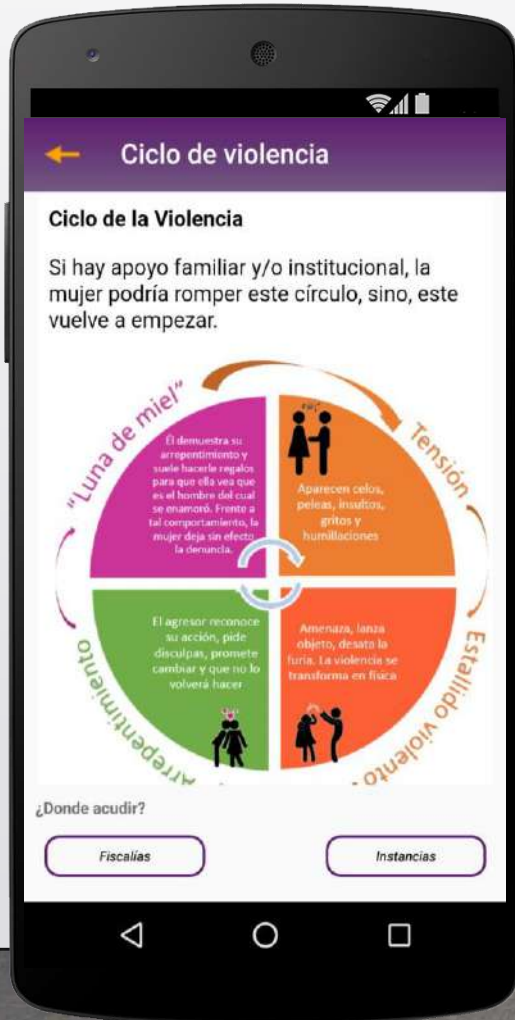 Ciclo de violencia
Ciclo de la Violencia
Si hay apoyo familiar y/o institucional, la
mujer podría romper este círculo, sino, este
vuelve a empezar.
"Luna de miel"
Él demuestra su
arrepentimiento y
suele hacerle regalos
para que ella vea que
es el hombre del cual
se enamoró. Frente a
tal comportamiento, la
mujer deja sin efecto
la denuncia.
Tensión
Aparecen celos,
peleas, insultos,
gritos y
humillaciones
Arrepentimiento
El agresor reconoce
su acción, pide
disculpas, promete
cambiar y que no lo
volverá hacer
Estallido violento
Amenaza, lanza
objeto, desata la
furia. La violencia se
transforma en física
¿Donde acudir?
Fiscalías
Instancias